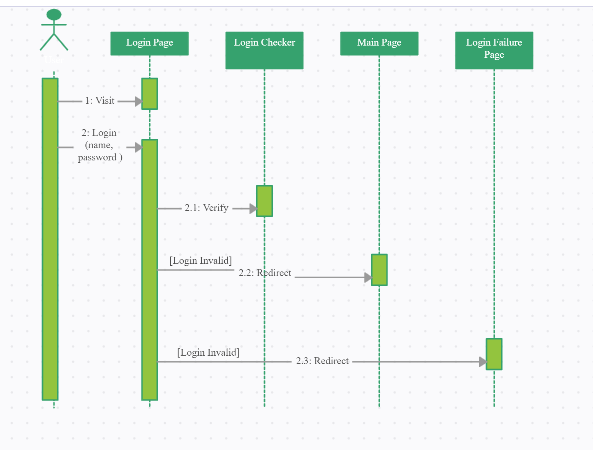 Login Page
Login Checker
Main Page
Login Failure
Page
1: Visit
2: Login
(name,
password )
2.1: Verify
[Login Invalid]
2.2: Redirect
[Login Invalid]
2.3: Redirect